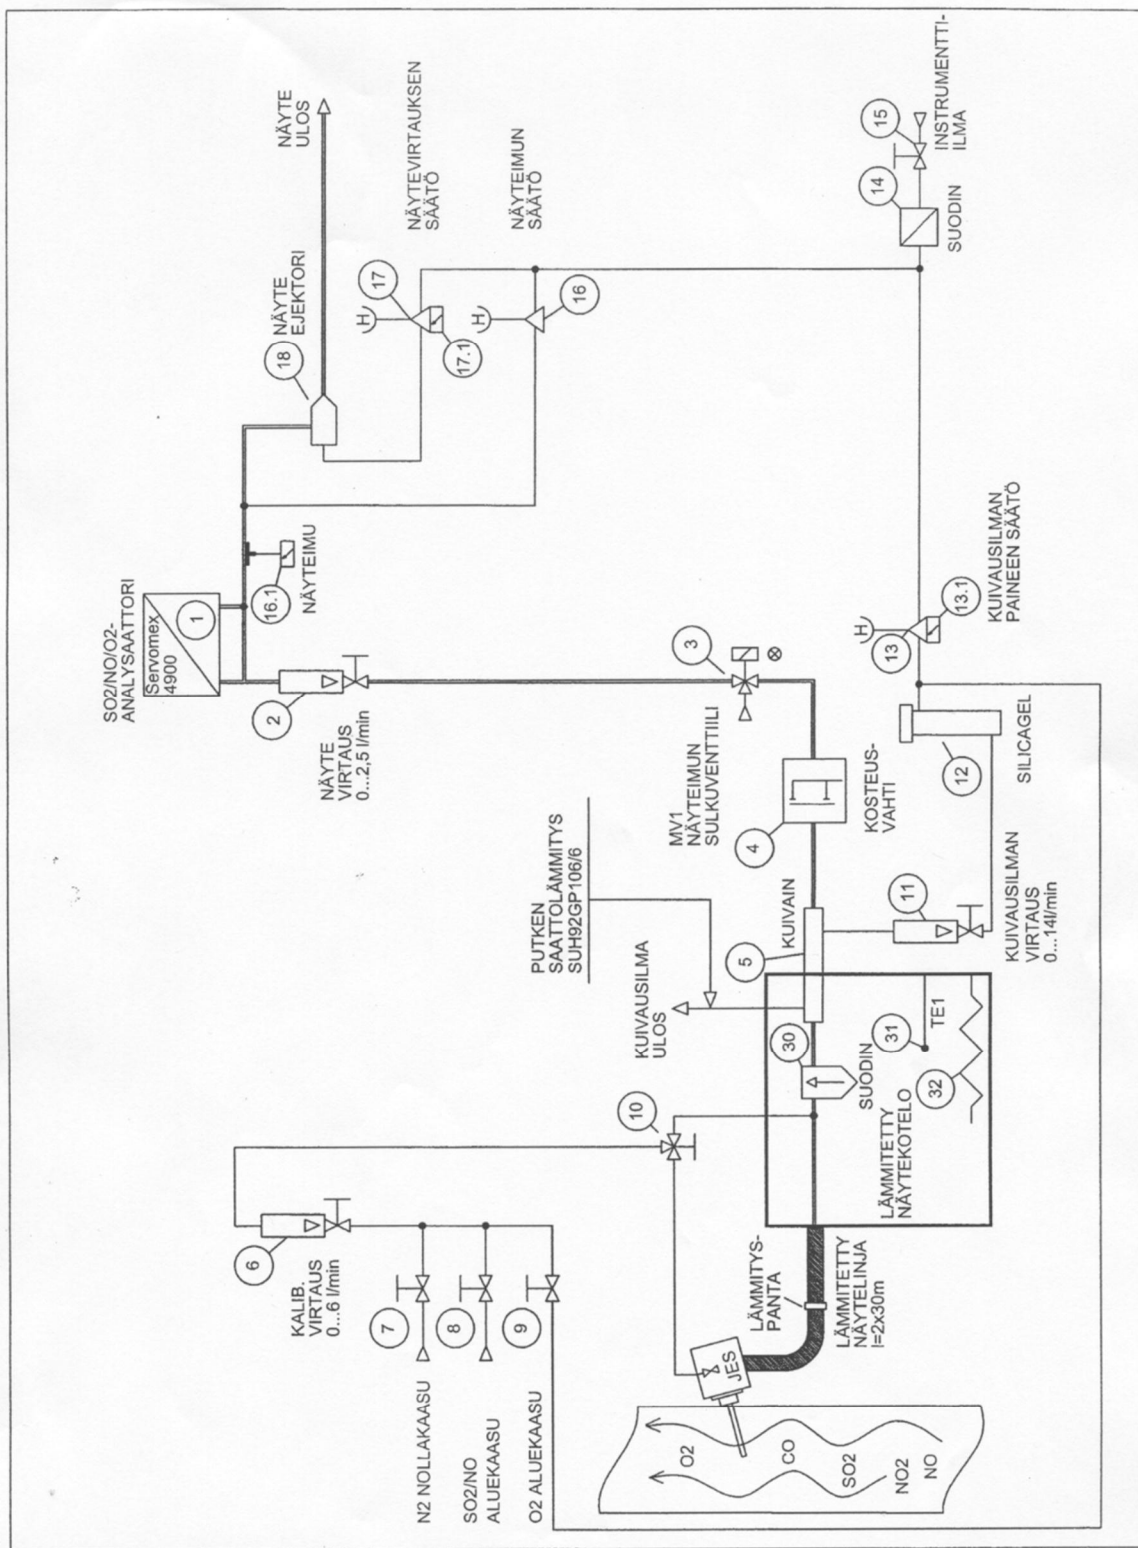 SO2/NO/O2-
ANALYSAATTORI
Servomex
4900
1
16.1
NÄYTEIMU
18
NÄYTE
EJEKTORI
NÄYTE
ULOS
2
NÄYTE
VIRTAUS
0...2,5 l/min
H
17
17.1
NÄYTEVIRTAUKSEN
SÄÄTÖ
H
16
NÄYTEIMUN
SÄÄTÖ
6
KALIB.
VIRTAUS
0...6 l/min
7
8
9
N2 NOLLAKAASU
SO2/NO
ALUEKAASU
O2 ALUEKAASU
10
KUIVAUSILMA
ULOS
PUTKEN
SAATTOLÄMMITYS
SUH92GP106/6
MV1
NÄYTEIMUN
SULKUVENTTIILI
3
JES
LÄMMITYS-
PANTA
LÄMMITETTY
NÄYTELINJA
l=2x30m
30
SUODIN
5
KUIVAIN
4
KOSTEUS-
VAHTI
O2
CO
SO2
NO2
NO
LÄMMITETTY
NÄYTEKOTELO
31
TE1
32
11
KUIVAUSILMAN
VIRTAUS
0...14l/min
12
SILICAGEL
H
13
13.1
KUIVAUSILMAN
PAINEEN SÄÄTÖ
14
SUODIN
15
INSTRUMENTTI-
ILMA